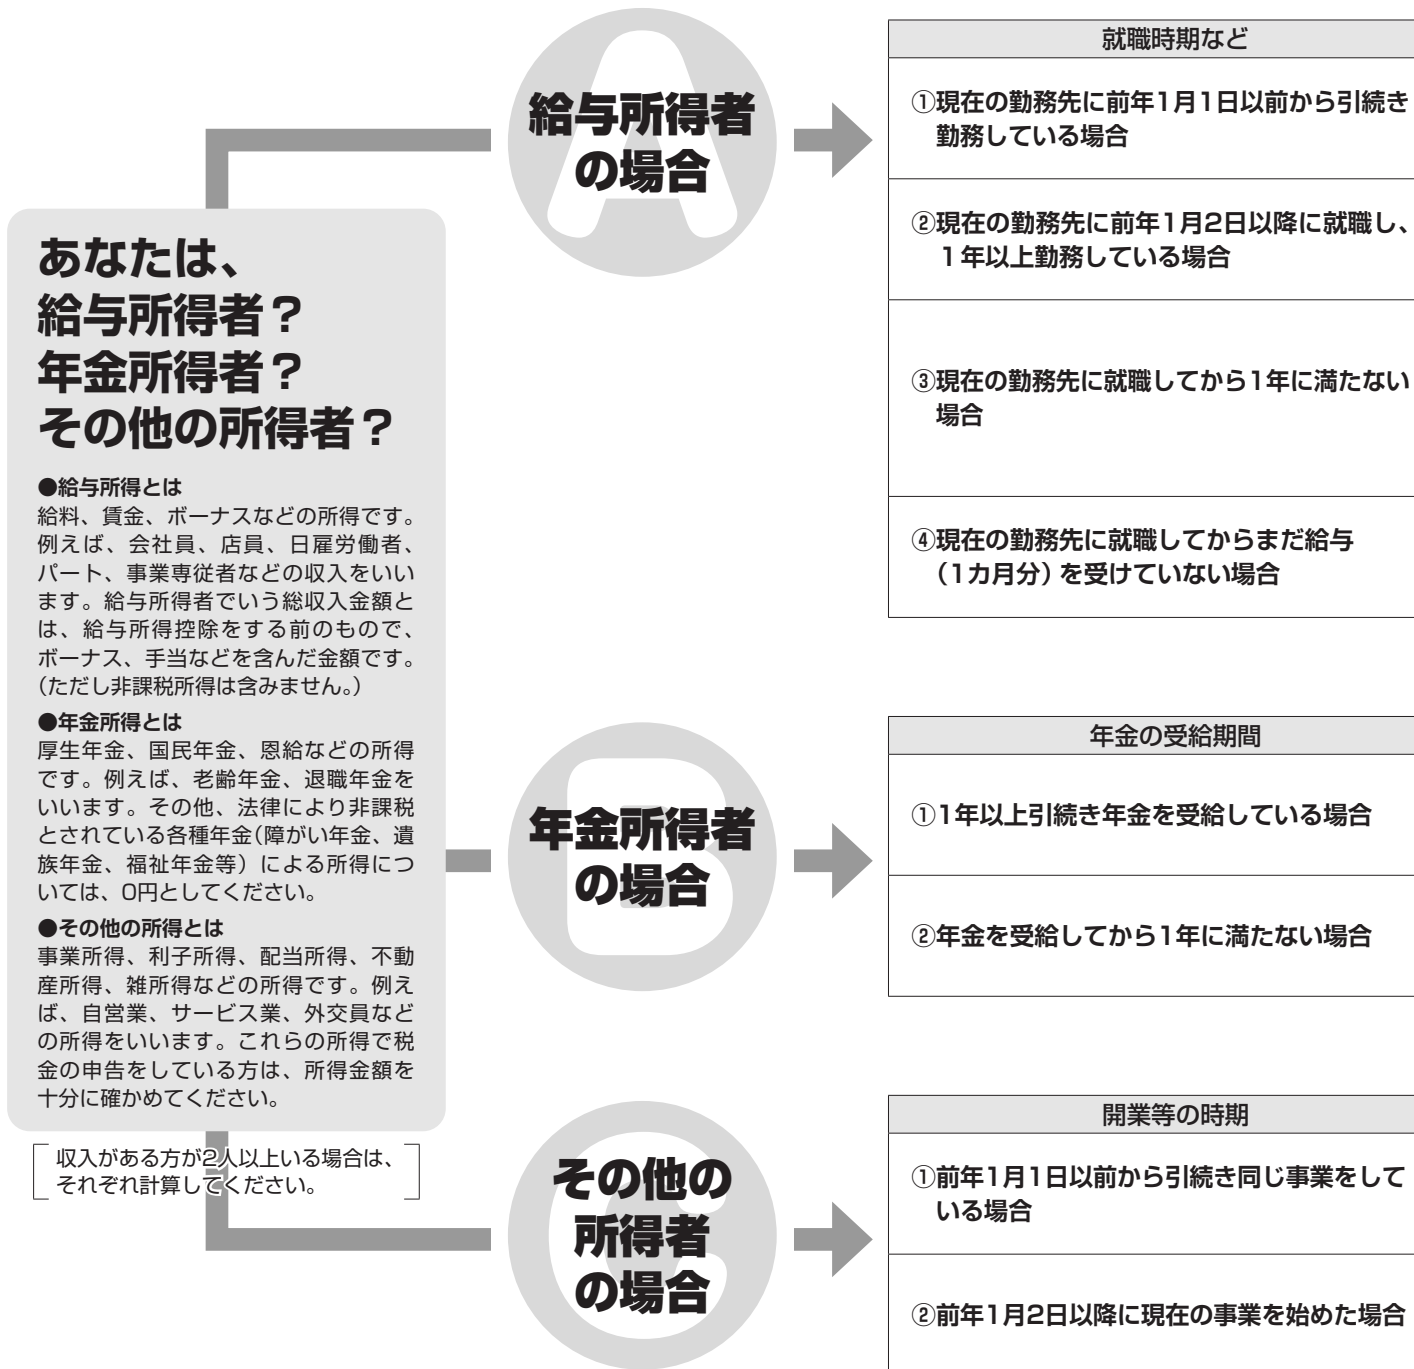 あなたは、
給与所得者？
年金所得者？
その他の所得者？
●給与所得とは
給料、賃金、ボーナスなどの所得です。
例えば、会社員、店員、日雇労働者、
パート、事業専従者などの収入をいい
ます。給与所得者でいう総収入金額と
は、給与所得控除をする前のもので、
ボーナス、手当などを含んだ金額です。
（ただし非課税所得は含みません。）
●年金所得とは
厚生年金、国民年金、恩給などの所得
です。例えば、老齢年金、退職年金を
いいます。その他、法律により非課税
とされている各種年金（障がい年金、遺
族年金、福祉年金等）による所得につ
いては、0円としてください。
●その他の所得とは
事業所得、利子所得、配当所得、不動
産所得、雑所得などの所得です。例え
ば、自営業、サービス業、外交員など
の所得をいいます。これらの所得で税
金の申告をしている方は、所得金額を
十分に確かめてください。
収入がある方が2人以上いる場合は、
それぞれ計算してください。
A
給与所得者
の場合
就職時期など
①現在の勤務先に前年1月1日以前から引続き
勤務している場合
②現在の勤務先に前年1月2日以降に就職し、
1年以上勤務している場合
③現在の勤務先に就職してから1年に満たない
場合
④現在の勤務先に就職してからまだ給与
（1カ月分）を受けていない場合
B
年金所得者
の場合
年金の受給期間
①1年以上引続き年金を受給している場合
②年金を受給してから1年に満たない場合
C
その他の
所得者
の場合
開業等の時期
①前年1月1日以前から引続き同じ事業をして
いる場合
②前年1月2日以降に現在の事業を始めた場合